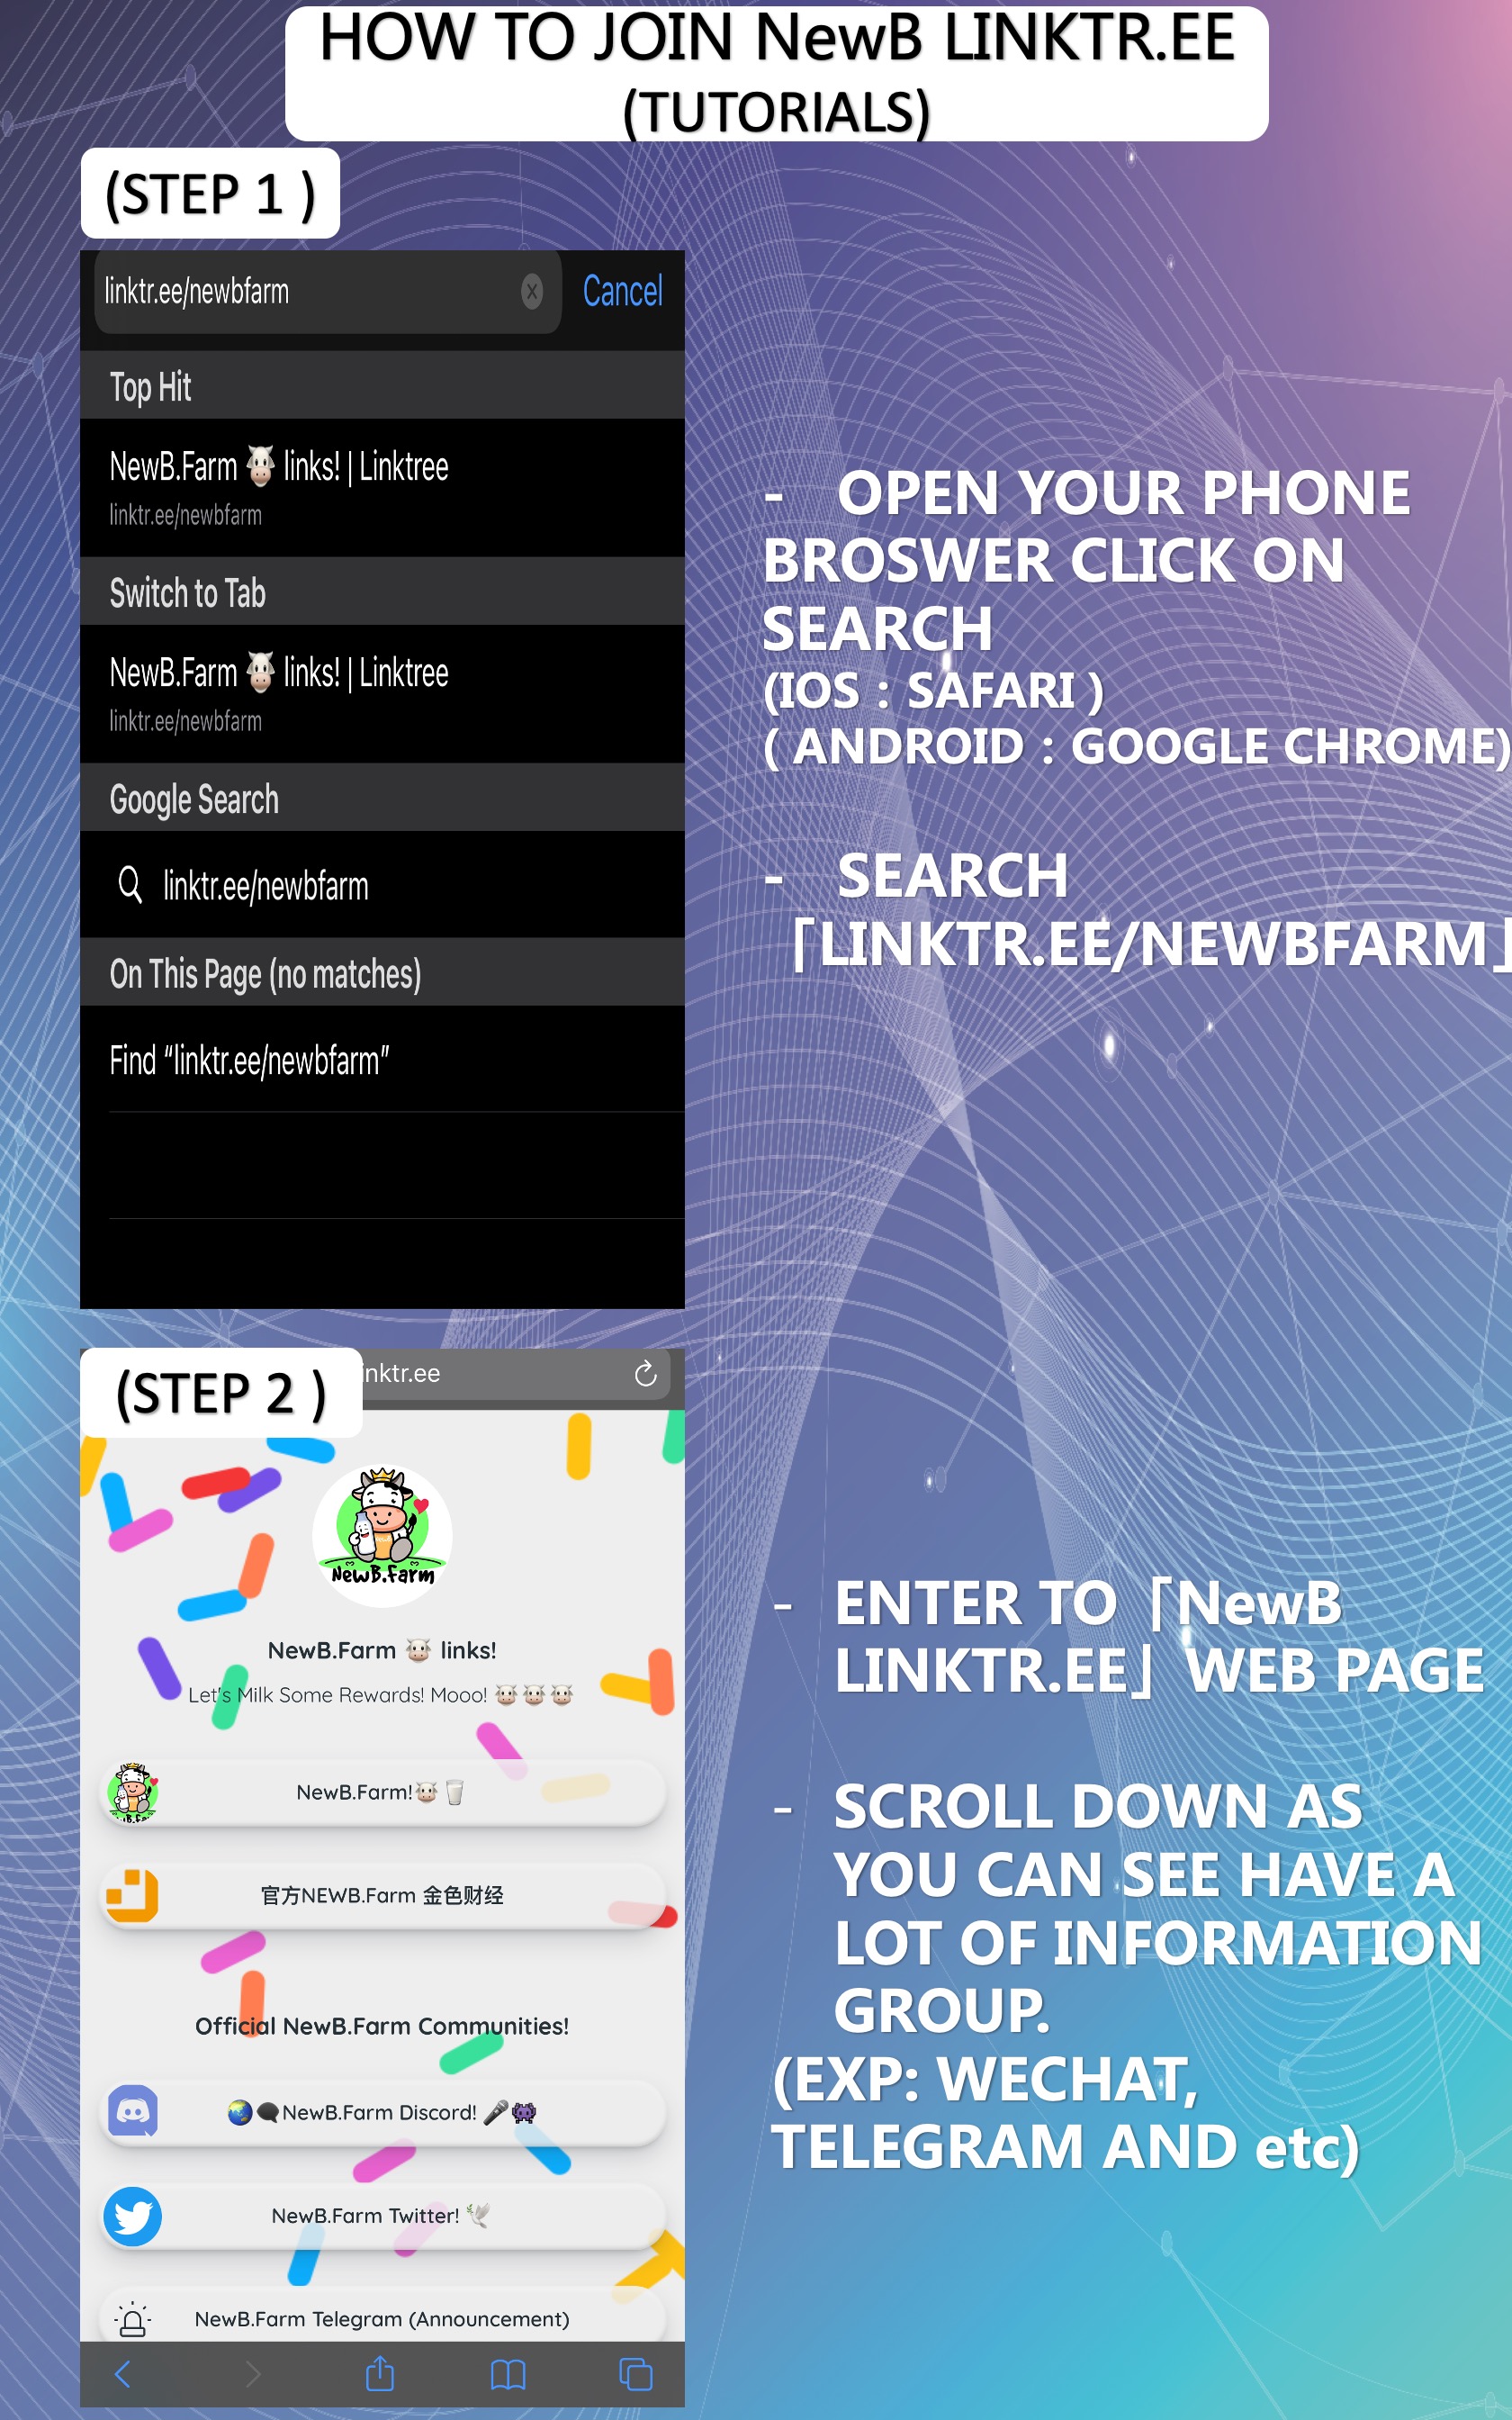 HOW TO JOIN NewB LINKTR.EE
(TUTORIALS)
(STEP 1 )
linktr.ee/newbfarm
Cancel
Top Hit
NewB.Farm 🐮 links! | Linktree
linktr.ee/newbfarm
Switch to Tab
NewB.Farm 🐮 links! | Linktree
linktr.ee/newbfarm
Google Search
linktr.ee/newbfarm
On This Page (no matches)
Find “linktr.ee/newbfarm”
- OPEN YOUR PHONE
BROSWER CLICK ON
SEARCH
(IOS : SAFARI )
( ANDROID : GOOGLE CHROME)
- SEARCH
「LINKTR.EE/NEWBFARM」
(STEP 2 )
inktr.ee
NewB.Farm
NewB.Farm 🐮 links!
Let's Milk Some Rewards! Mooo! 🐮🐮🐮
NewB.Farm!🐮🥛
官方NEWB.Farm 金色财经
Official NewB.Farm Communities!
🌏🗨NewB.Farm Discord! 🎤👾
NewB.Farm Twitter! 🕊
NewB.Farm Telegram (Announcement)
- ENTER TO「NewB
LINKTR.EE」WEB PAGE
- SCROLL DOWN AS
YOU CAN SEE HAVE A
LOT OF INFORMATION
GROUP.
(EXP: WECHAT,
TELEGRAM AND etc)